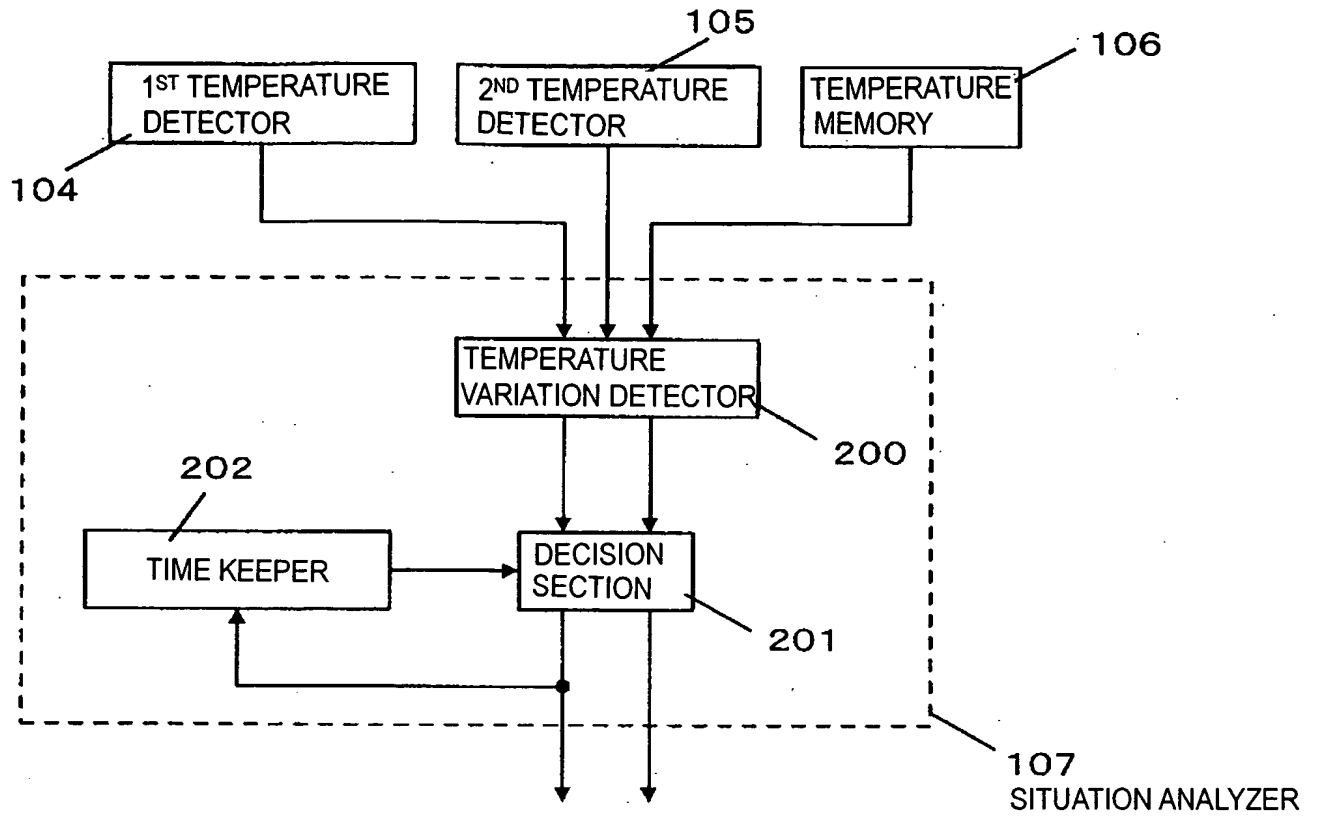 105
106
1ST TEMPERATURE
DETECTOR
2ND TEMPERATURE
DETECTOR
TEMPERATURE
MEMORY
104
TEMPERATURE
VARIATION DETECTOR
200
202
TIME KEEPER
DECISION
SECTION
201
107
SITUATION ANALYZER